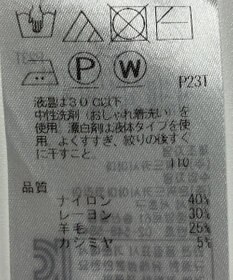 P
W
P231
液温は30℃以下
中性洗剤(おしゃれ着洗い)を
使用。漂白剤は液体タイプを使
用。よくすすぎ、絞りの後すぐ
に干すこと。
110
品質
ナイロン 40%
レーヨン 30%
羊毛 25%
カシミヤ 5%